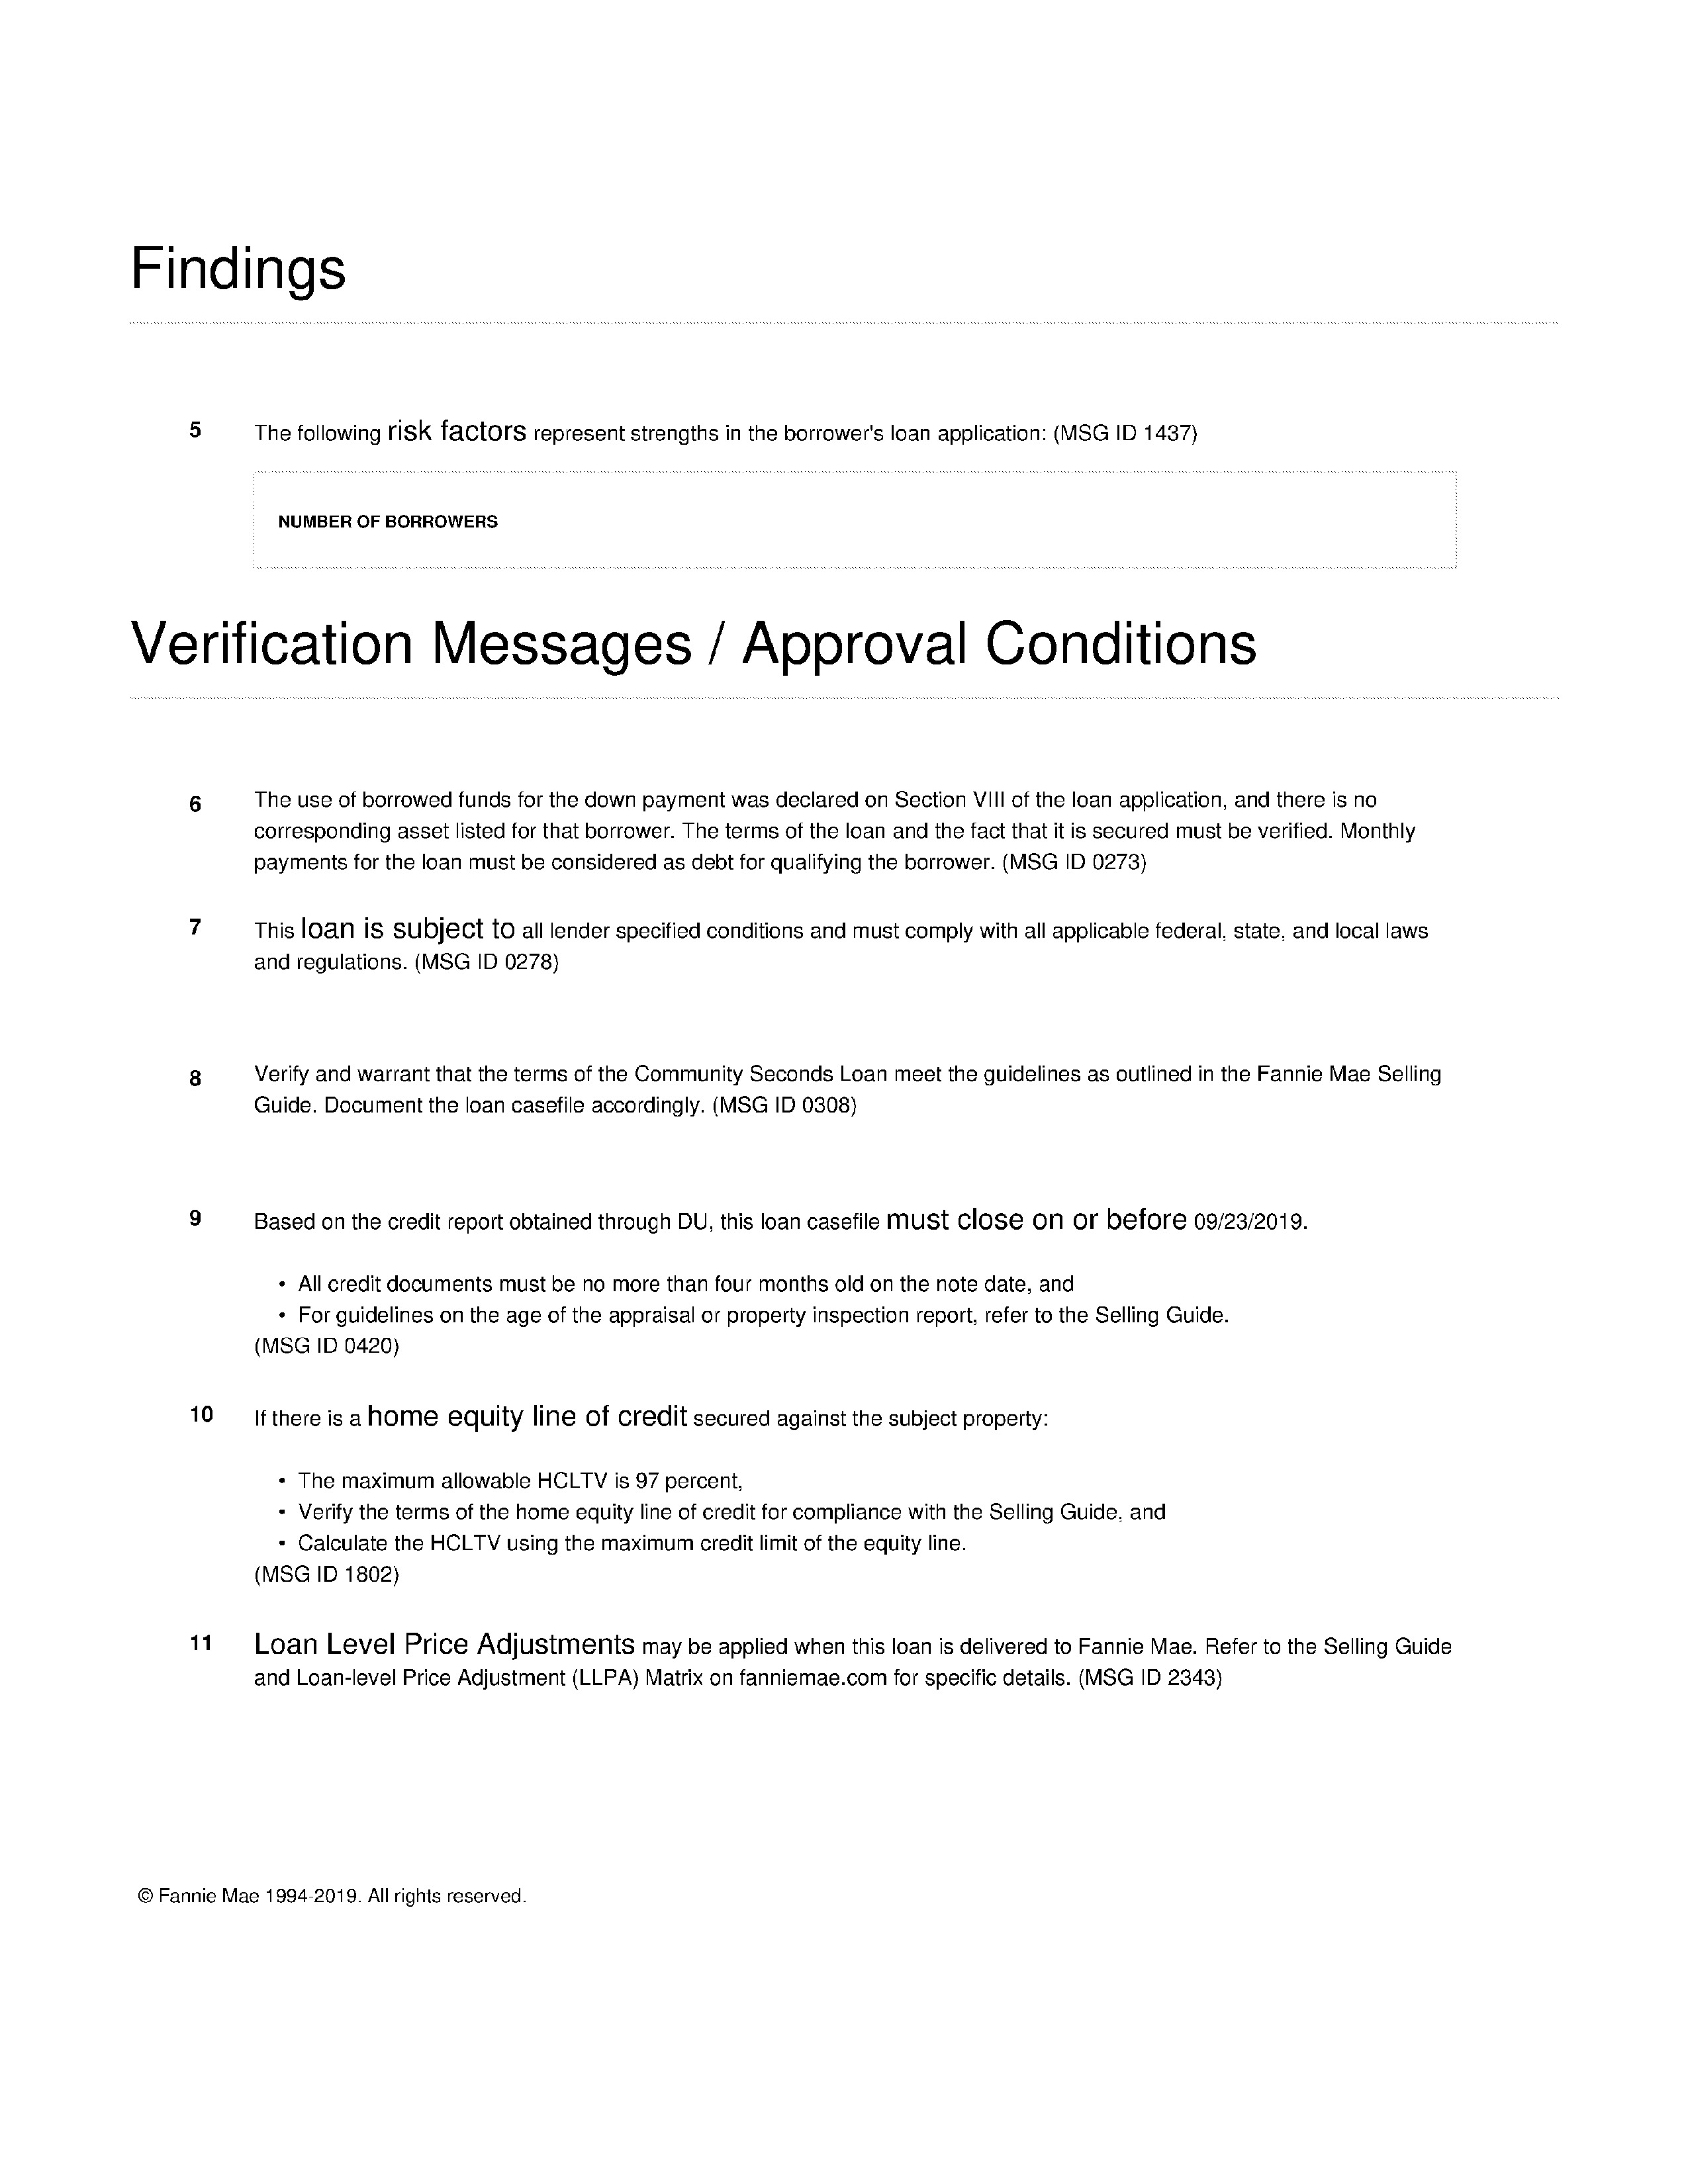 Findings
5 The following risk factors represent strengths in the borrower's loan application: (MSG ID 1437)
NUMBER OF BORROWERS
Verification Messages / Approval Conditions
6 The use of borrowed funds for the down payment was declared on Section VIII of the loan application, and there is no
corresponding asset listed for that borrower. The terms of the loan and the fact that it is secured must be verified. Monthly
payments for the loan must be considered as debt for qualifying the borrower. (MSG ID 0273)
7 This loan is subject to all lender specified conditions and must comply with all applicable federal, state, and local laws
and regulations. (MSG ID 0278)
8 Verify and warrant that the terms of the Community Seconds Loan meet the guidelines as outlined in the Fannie Mae Selling
Guide. Document the loan casefile accordingly. (MSG ID 0308)
9 Based on the credit report obtained through DU, this loan casefile must close on or before 09/23/2019.
• All credit documents must be no more than four months old on the note date, and
• For guidelines on the age of the appraisal or property inspection report, refer to the Selling Guide.
(MSG ID 0420)
10 If there is a home equity line of credit secured against the subject property:
• The maximum allowable HCLTV is 97 percent,
• Verify the terms of the home equity line of credit for compliance with the Selling Guide, and
• Calculate the HCLTV using the maximum credit limit of the equity line.
(MSG ID 1802)
11 Loan Level Price Adjustments may be applied when this loan is delivered to Fannie Mae. Refer to the Selling Guide
and Loan-level Price Adjustment (LLPA) Matrix on fanniemae.com for specific details. (MSG ID 2343)
© Fannie Mae 1994-2019. All rights reserved.